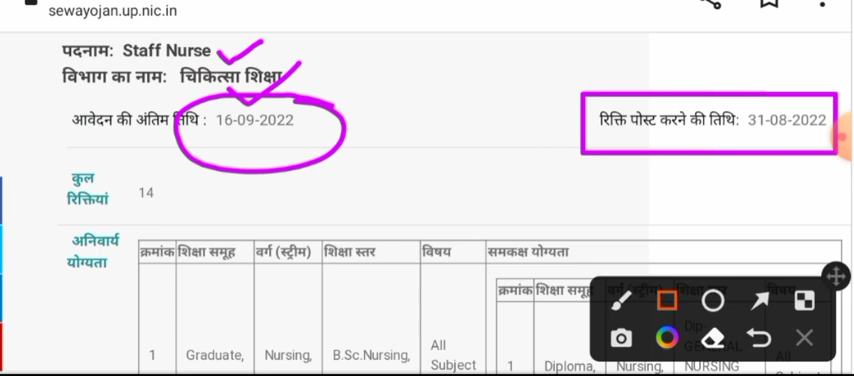 sewayojan.up.nic.in
पदनाम: Staff Nurse
विभाग का नाम: चिकित्सा शिक्षा
आवेदन की अंतिम तिथि : 16-09-2022 रिक्ति पोस्ट करने की तिथि: 31-08-2022
कुल रिक्तियां 14
अनिवार्य योग्यता
क्रमांक शिक्षा समूह वर्ग (स्ट्रीम) शिक्षा स्तर विषय समकक्ष योग्यता
क्रमांक शिक्षा समूह
1 Graduate, Nursing, B.Sc.Nursing, All Subject
1 Diploma, Nursing, NURSING